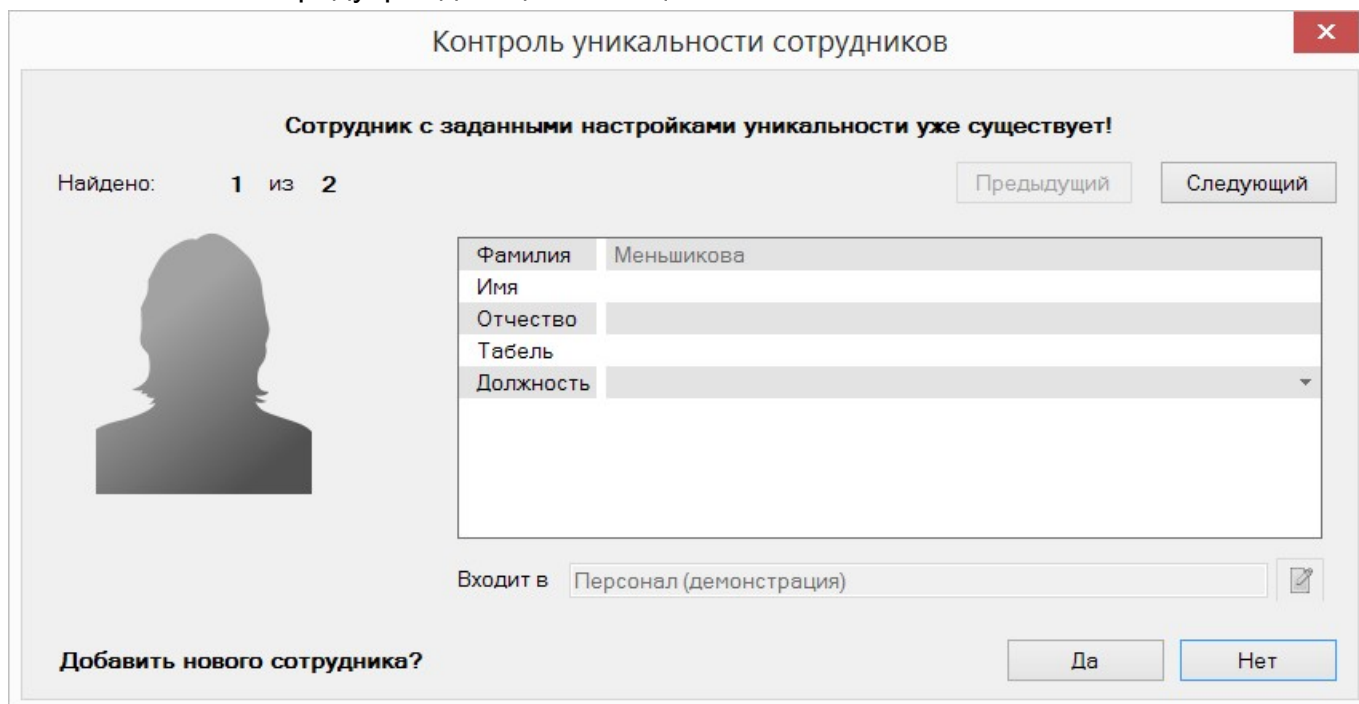 Контроль уникальности сотрудников
Сотрудник с заданными настройками уникальности уже существует!
Найдено: 1 из 2 Предыдущий Следующий
Фамилия Меньшикова
Имя
Отчество
Табель
Должность
Входит в Персонал (демонстрация)
Добавить нового сотрудника? Да Нет